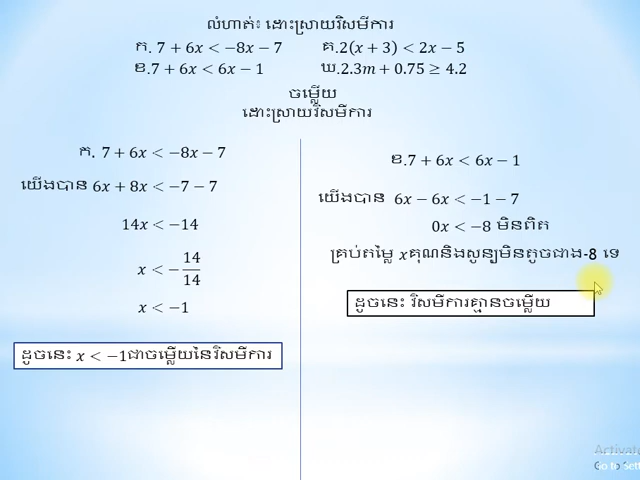 លំហាត់៖ ដោះស្រាយវិសមីការ
ក. 7 + 6x < −8x − 7
គ.2(x + 3) < 2x − 5
ខ.7 + 6x < 6x − 1
ឃ.2.3m + 0.75 ≥ 4.2
ចម្លើយ
ដោះស្រាយវិសមីការ
ក. 7 + 6x < −8x − 7
យើងបាន 6x + 8x < −7 − 7
14x < −14
x < −14/14
x < −1
ដូចនេះ x < −1ជាចម្លើយនៃវិសមីការ
ខ.7 + 6x < 6x − 1
យើងបាន 6x − 6x < −1 − 7
0x < −8 មិនពិត
គ្រប់តម្លៃ xគុណនិងសូន្យមិនតូចជាង-8 ទេ
ដូចនេះ វិសមីការគ្មានចម្លើយ